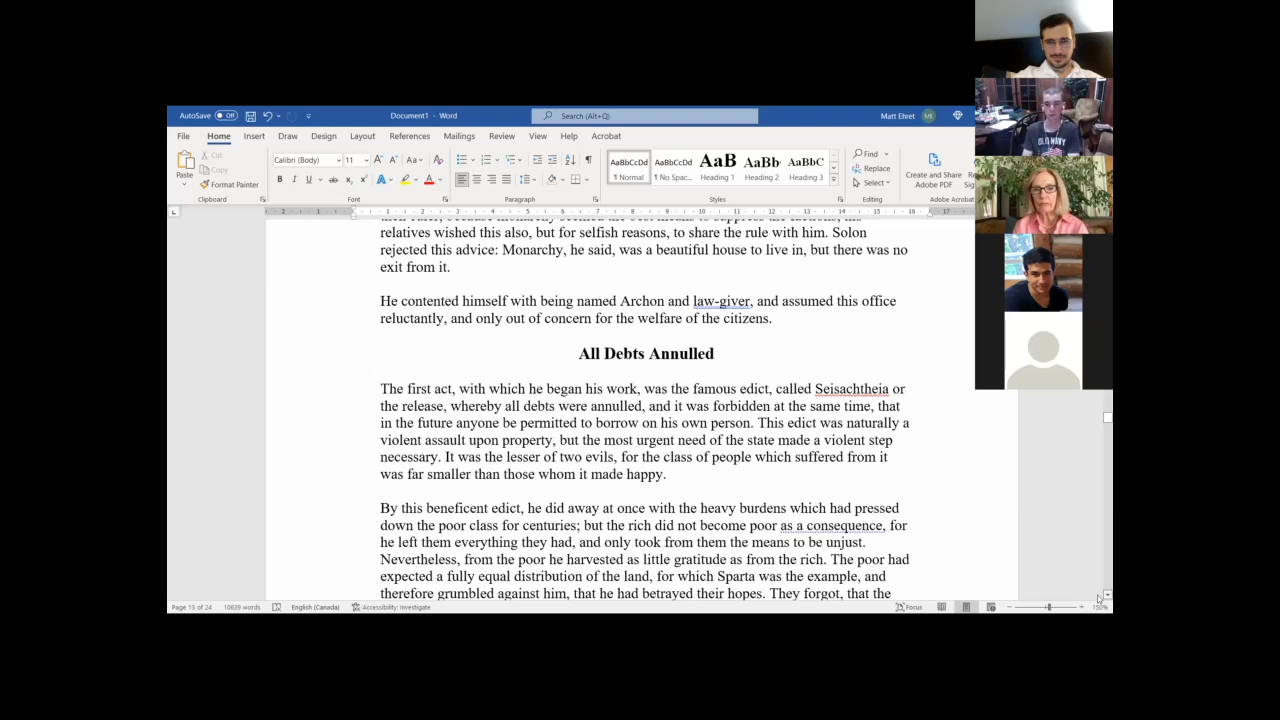 AutoSave Off
Document1 - Word
Search (Alt+Q)
Matt Ehret ME
File Home Insert Draw Design Layout References Mailings Review View Help Acrobat
Paste
Cut
Copy
Format Painter
Clipboard
Calibri (Body) 11
Font
Paragraph
AaBbCcDd AaBbCcDd AaB AaBb AaBbC
¶ Normal ¶ No Spac... Heading 1 Heading 2 Heading 3
Styles
Find
Replace
Select
Editing
Create and Share
Adobe PDF
Adobe Acrobat
OLD NAVY
relatives wished this also, but for selfish reasons, to share the rule with him. Solon
rejected this advice: Monarchy, he said, was a beautiful house to live in, but there was no
exit from it.
He contented himself with being named Archon and law-giver, and assumed this office
reluctantly, and only out of concern for the welfare of the citizens.
All Debts Annulled
The first act, with which he began his work, was the famous edict, called Seisachtheia or
the release, whereby all debts were annulled, and it was forbidden at the same time, that
in the future anyone be permitted to borrow on his own person. This edict was naturally a
violent assault upon property, but the most urgent need of the state made a violent step
necessary. It was the lesser of two evils, for the class of people which suffered from it
was far smaller than those whom it made happy.
By this beneficent edict, he did away at once with the heavy burdens which had pressed
down the poor class for centuries; but the rich did not become poor as a consequence, for
he left them everything they had, and only took from them the means to be unjust.
Nevertheless, from the poor he harvested as little gratitude as from the rich. The poor had
expected a fully equal distribution of the land, for which Sparta was the example, and
therefore grumbled against him, that he had betrayed their hopes. They forgot, that the
Page 13 of 24 10639 words English (Canada) Accessibility: Investigate Focus 150%